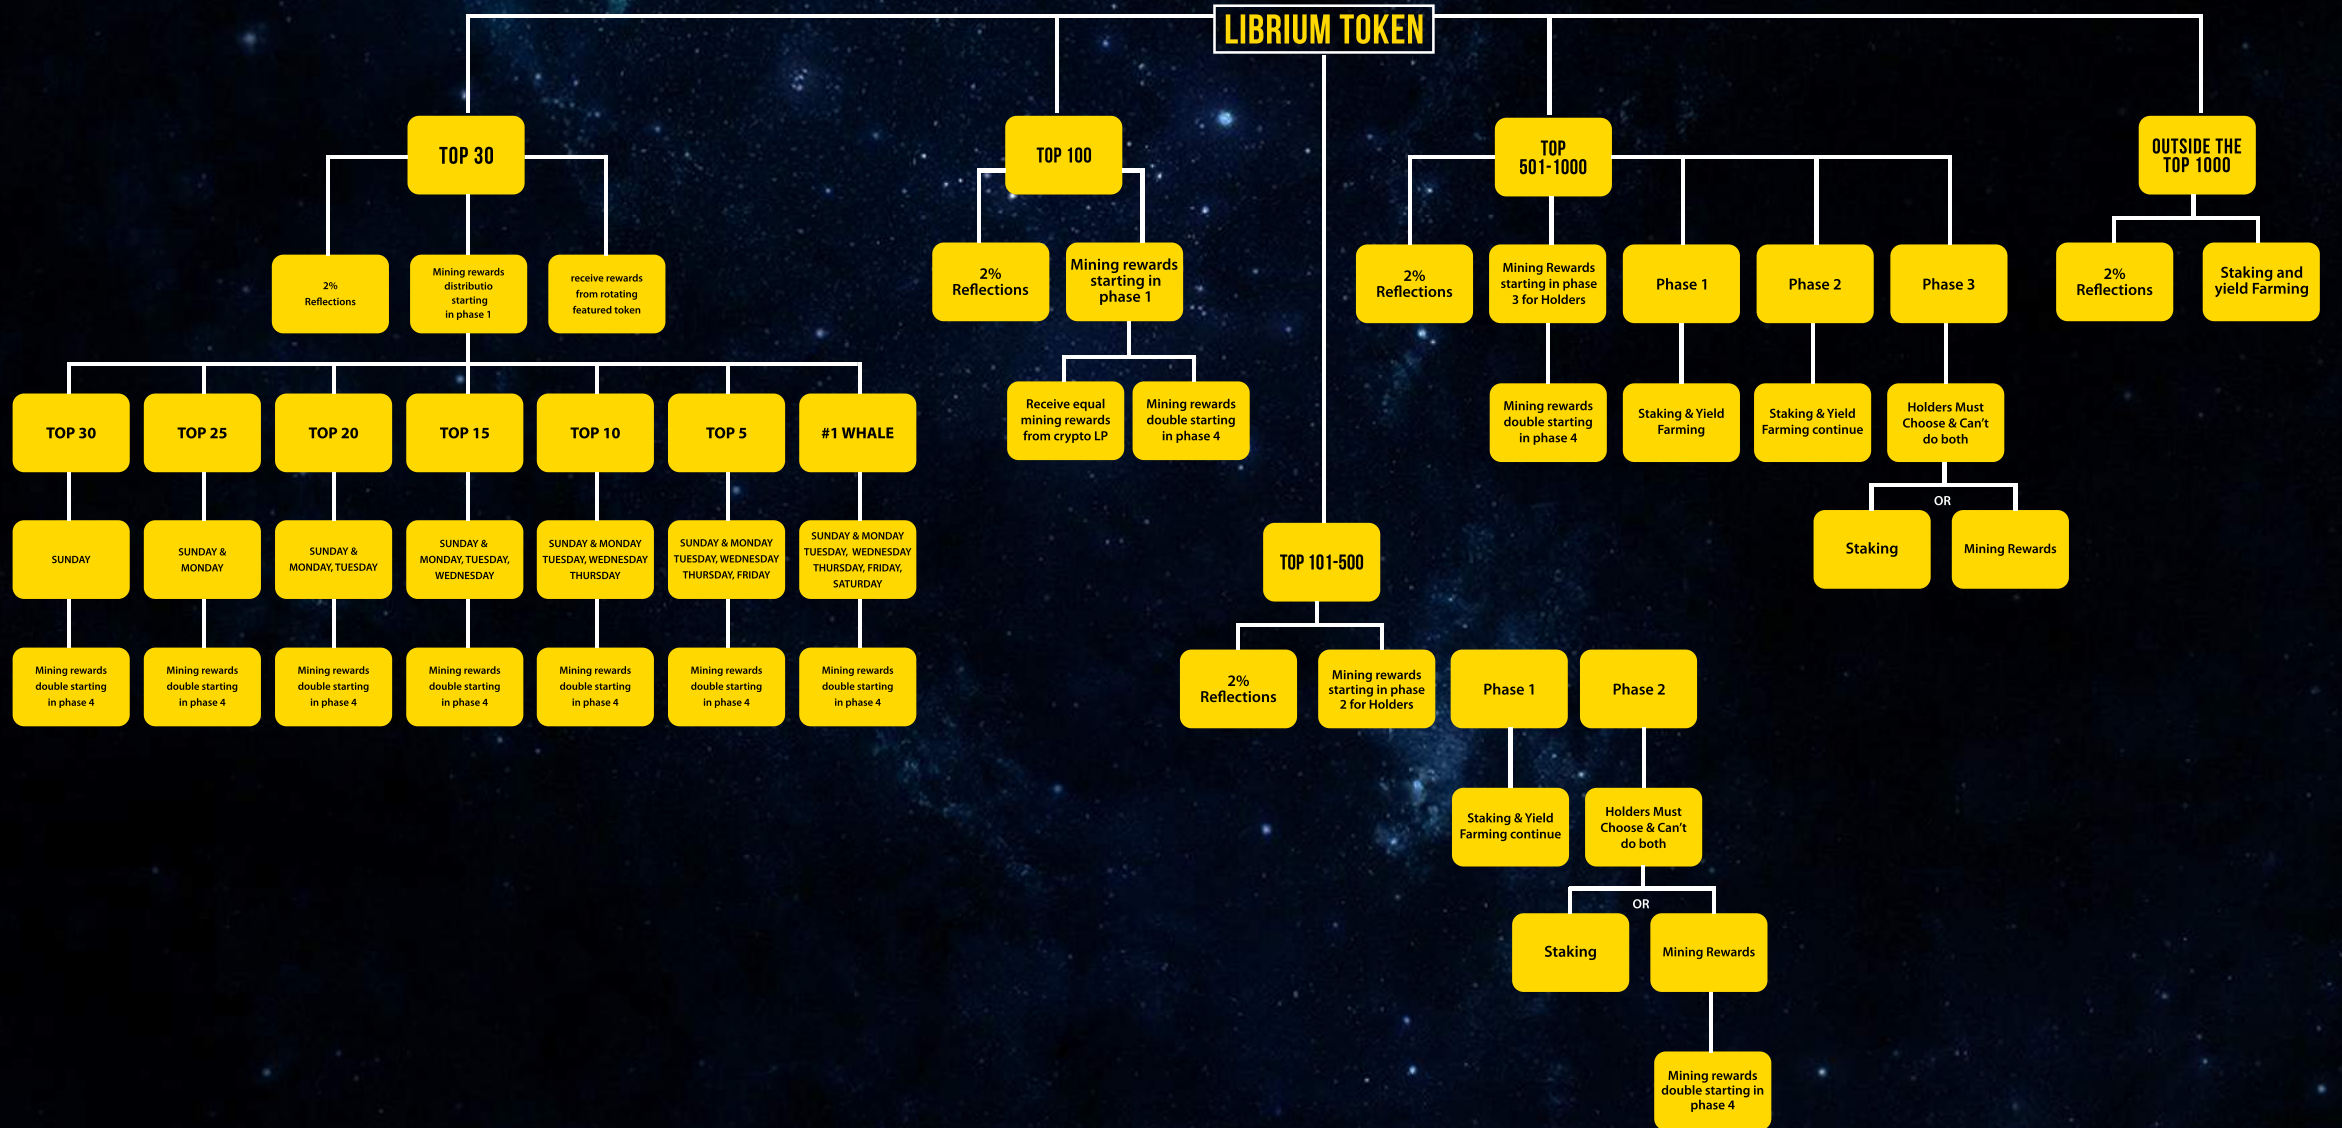 LIBRIUM TOKEN
TOP 30
TOP 100
TOP
501-1000
OUTSIDE THE
TOP 1000
2%
Reflections
Mining rewards
distributio
starting
in phase 1
receive rewards
from rotating
featured token
2%
Reflections
Mining rewards
starting in
phase 1
2%
Reflections
Mining Rewards
starting in phase
3 for Holders
Phase 1
Phase 2
Phase 3
2%
Reflections
Staking and
yield Farming
TOP 30
TOP 25
TOP 20
TOP 15
TOP 10
TOP 5
#1 WHALE
Receive equal
mining rewards
from crypto LP
Mining rewards
double starting
in phase 4
Mining rewards
double starting
in phase 4
Staking & Yield
Farming
Staking & Yield
Farming continue
Holders Must
Choose & Can't
do both
OR
Staking
Mining Rewards
SUNDAY
SUNDAY &
MONDAY
SUNDAY &
MONDAY, TUESDAY
SUNDAY &
MONDAY, TUESDAY,
WEDNESDAY
SUNDAY & MONDAY
TUESDAY, WEDNESDAY
THURSDAY
SUNDAY & MONDAY
TUESDAY, WEDNESDAY
THURSDAY, FRIDAY
SUNDAY & MONDAY
TUESDAY, WEDNESDAY
THURSDAY, FRIDAY,
SATURDAY
Mining rewards
double starting
in phase 4
Mining rewards
double starting
in phase 4
Mining rewards
double starting
in phase 4
Mining rewards
double starting
in phase 4
Mining rewards
double starting
in phase 4
Mining rewards
double starting
in phase 4
Mining rewards
double starting
in phase 4
TOP 101-500
2%
Reflections
Mining rewards
starting in phase
2 for Holders
Phase 1
Phase 2
Staking & Yield
Farming continue
Holders Must
Choose & Can't
do both
OR
Staking
Mining Rewards
Mining rewards
double starting in
phase 4